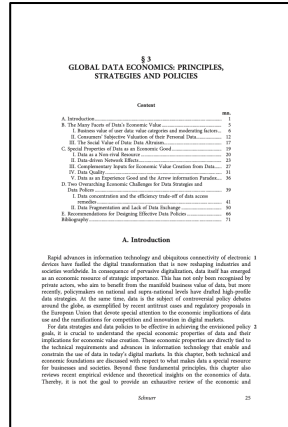 § 3
GLOBAL DATA ECONOMICS: PRINCIPLES,
STRATEGIES AND POLICIES
Content
mn.
A. Introduction 1
B. The Many Facets of Data's Economic Value 5
I. Business value of user data: value categories and moderating factors 6
II. Consumers' Subjective Valuation of their Personal Data 12
III. The Social Value of Data: Data Altruism 17
C. Special Properties of Data as an Economic Good 19
I. Data as a Non-rival Resource 20
II. Data-driven Network Effects 23
III. Complementary Inputs for Economic Value Creation from Data 27
IV. Data Quality 31
V. Data as an Experience Good and the Arrow information Paradox 36
D. Two Overarching Economic Challenges for Data Strategies and
Data Polices 39
I. Data concentration and the efficiency trade-off of data access
remedies 41
II. Data Fragmentation and Lack of Data Exchange 50
E. Recommendations for Designing Effective Data Policies 66
Bibliography 71
A. Introduction
Rapid advances in information technology and ubiquitous connectivity of electronic 1
devices have fuelled the digital transformation that is now reshaping industries and
societies worldwide. In consequence of pervasive digitalization, data itself has emerged
as an economic resource of strategic importance. This has not only been recognised by
private actors, who aim to benefit from the manifold business value of data, but more
recently, policymakers on national and supra-national levels have drafted high-profile
data strategies. At the same time, data is the subject of controversial policy debates
around the globe, as exemplified by recent antitrust cases and regulatory proposals in
the European Union that devote special attention to the economic implications of data
use and the ramifications for competition and innovation in digital markets.
For data strategies and data policies to be effective in achieving the envisioned policy 2
goals, it is crucial to understand the special economic properties of data and their
implications for economic value creation. These economic properties are directly tied to
the technical requirements and advances in information technology that enable and
constrain the use of data in today's digital markets. In this chapter, both technical and
economic foundations are discussed with respect to what makes data a special resource
for businesses and societies. Beyond these fundamental principles, this chapter also
reviews recent empirical evidence and theoretical insights on the economics of data.
Thereby, it is not the goal to provide an exhaustive review of the economic and
Schnurr 25